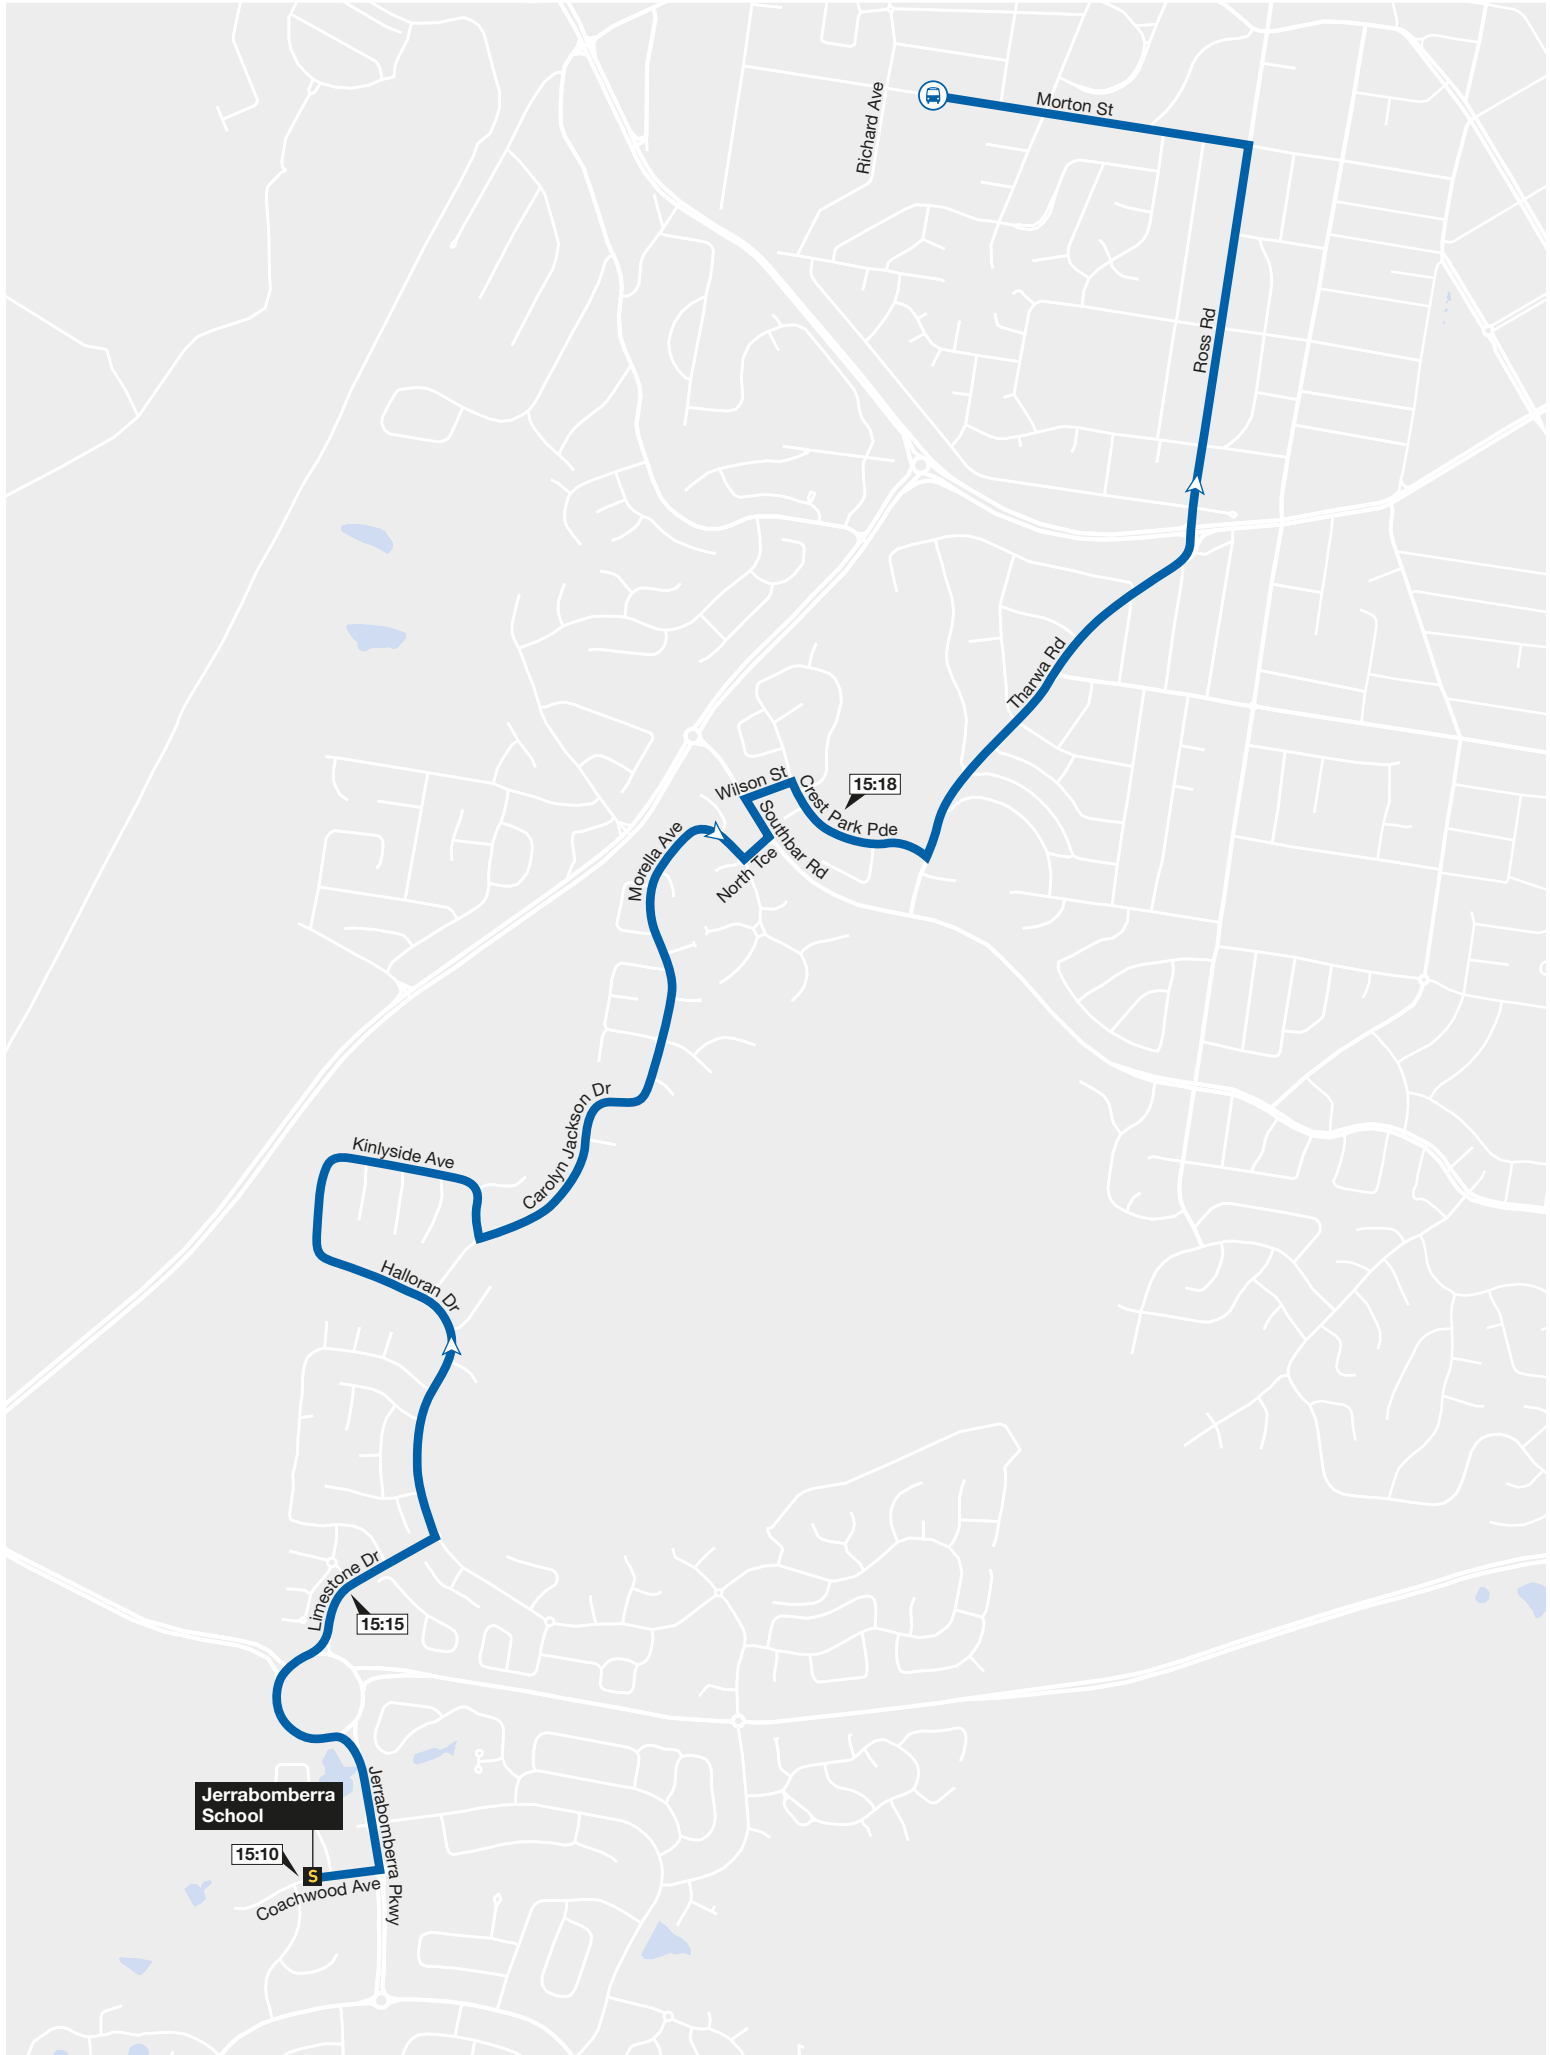 Morton St
Richard Ave
Ross Rd
Tharwa Rd
Wilson St
Crest Park Pde
15:18
Southbar Rd
Morella Ave
North Tce
Carolyn Jackson Dr
Kinlyside Ave
Halloran Dr
Limestone Dr
15:15
Jerrabomberra Pkwy
Jerrabomberra
School
15:10
S
Coachwood Ave